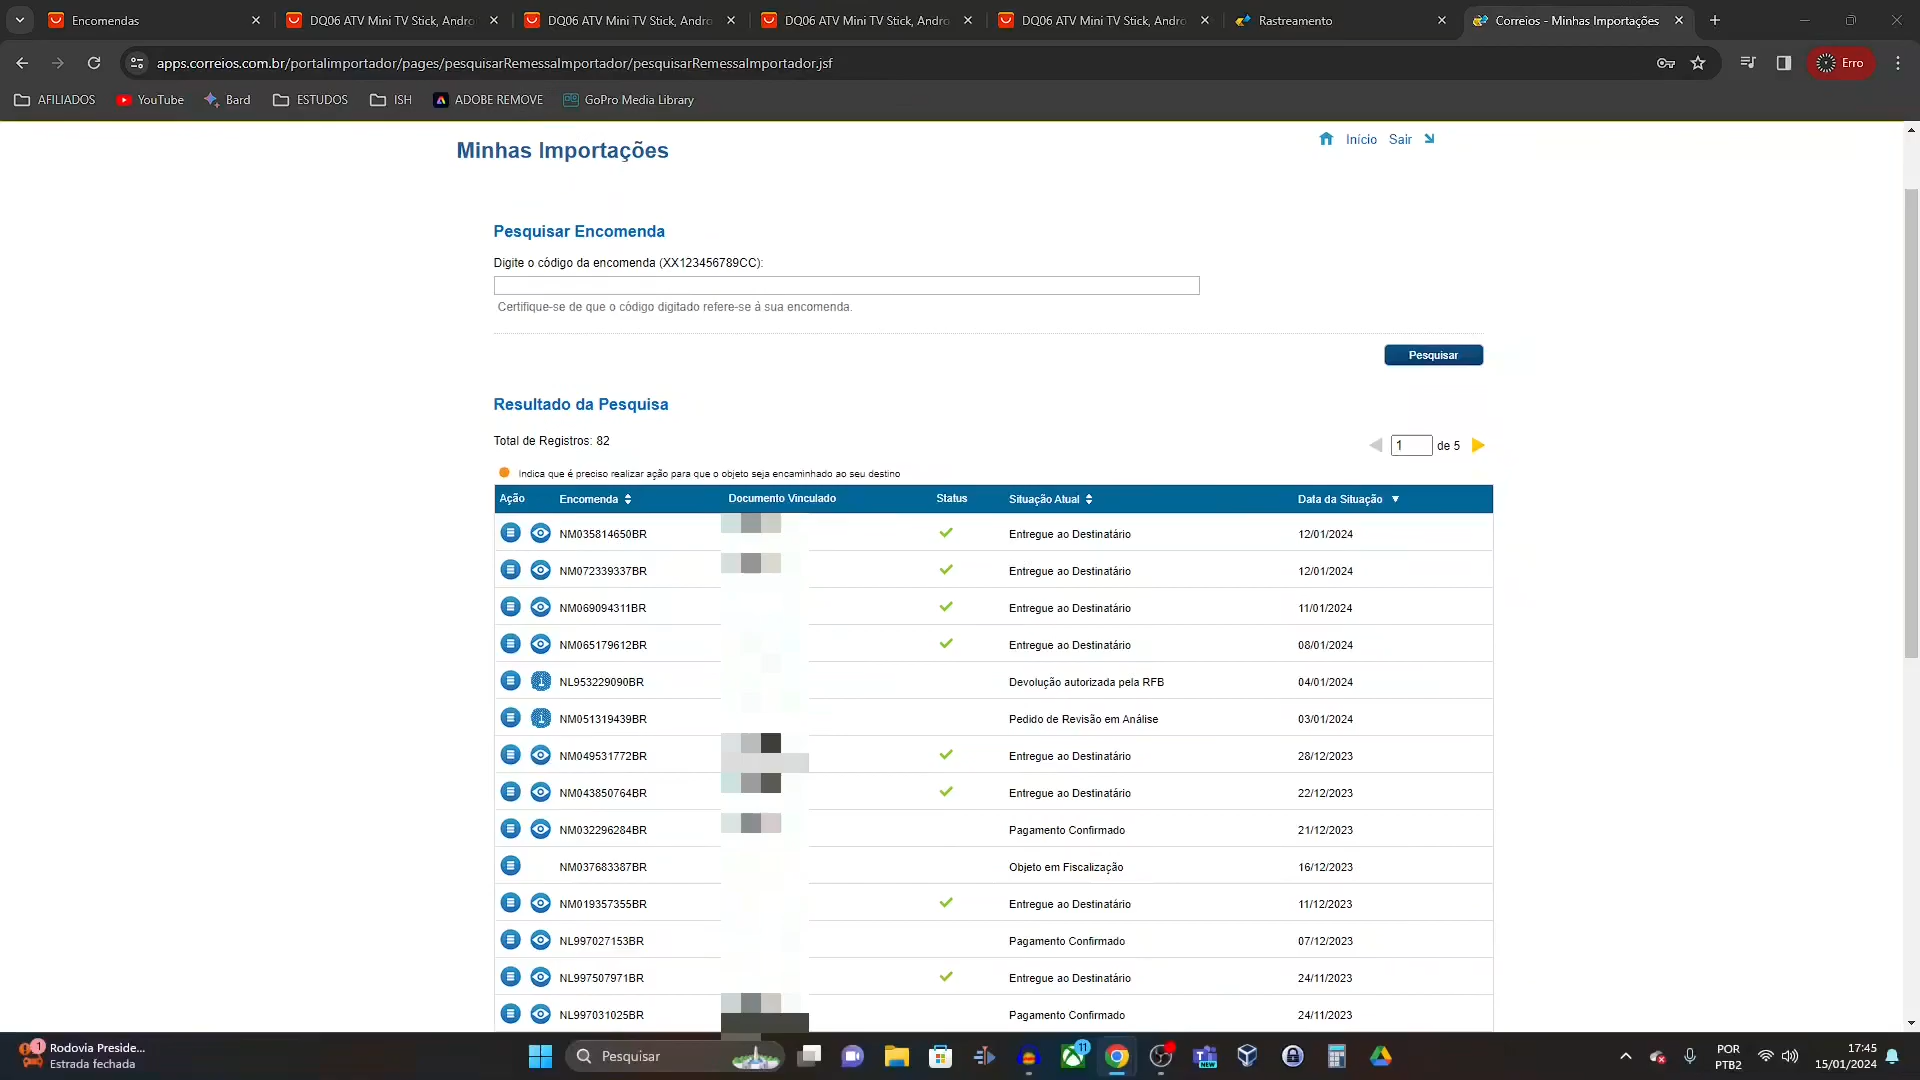 Encomendas
DQ06 ATV Mini TV Stick, Andro
DQ06 ATV Mini TV Stick, Andro
DQ06 ATV Mini TV Stick, Andro
DQ06 ATV Mini TV Stick, Andro
Rastreamento
Correios - Minhas Importações
apps.correios.com.br/portalimportador/pages/pesquisarRemessaImportador/pesquisarRemessaImportador.jsf
Erro
AFILIADOS
YouTube
Bard
ESTUDOS
ISH
ADOBE REMOVE
GoPro Media Library
Minhas Importações
Início Sair
Pesquisar Encomenda
Digite o código da encomenda (XX123456789CC):
Certifique-se de que o código digitado refere-se à sua encomenda.
Pesquisar
Resultado da Pesquisa
Total de Registros: 82
1 de 5
Indica que é preciso realizar ação para que o objeto seja encaminhado ao seu destino
Ação Encomenda Documento Vinculado Status Situação Atual Data da Situação
NM035814650BR Entregue ao Destinatário 12/01/2024
NM072339337BR Entregue ao Destinatário 12/01/2024
NM069094311BR Entregue ao Destinatário 11/01/2024
NM065179612BR Entregue ao Destinatário 08/01/2024
NL953229090BR Devolução autorizada pela RFB 04/01/2024
NM051319439BR Pedido de Revisão em Análise 03/01/2024
NM049531772BR Entregue ao Destinatário 28/12/2023
NM043850764BR Entregue ao Destinatário 22/12/2023
NM032296284BR Pagamento Confirmado 21/12/2023
NM037683387BR Objeto em Fiscalização 16/12/2023
NM019357355BR Entregue ao Destinatário 11/12/2023
NL997027153BR Pagamento Confirmado 07/12/2023
NL997507971BR Entregue ao Destinatário 24/11/2023
NL997031025BR Pagamento Confirmado 24/11/2023
1
Rodovia Preside...
Estrada fechada
Pesquisar
11
NEW
POR
PTB2
17:45
15/01/2024